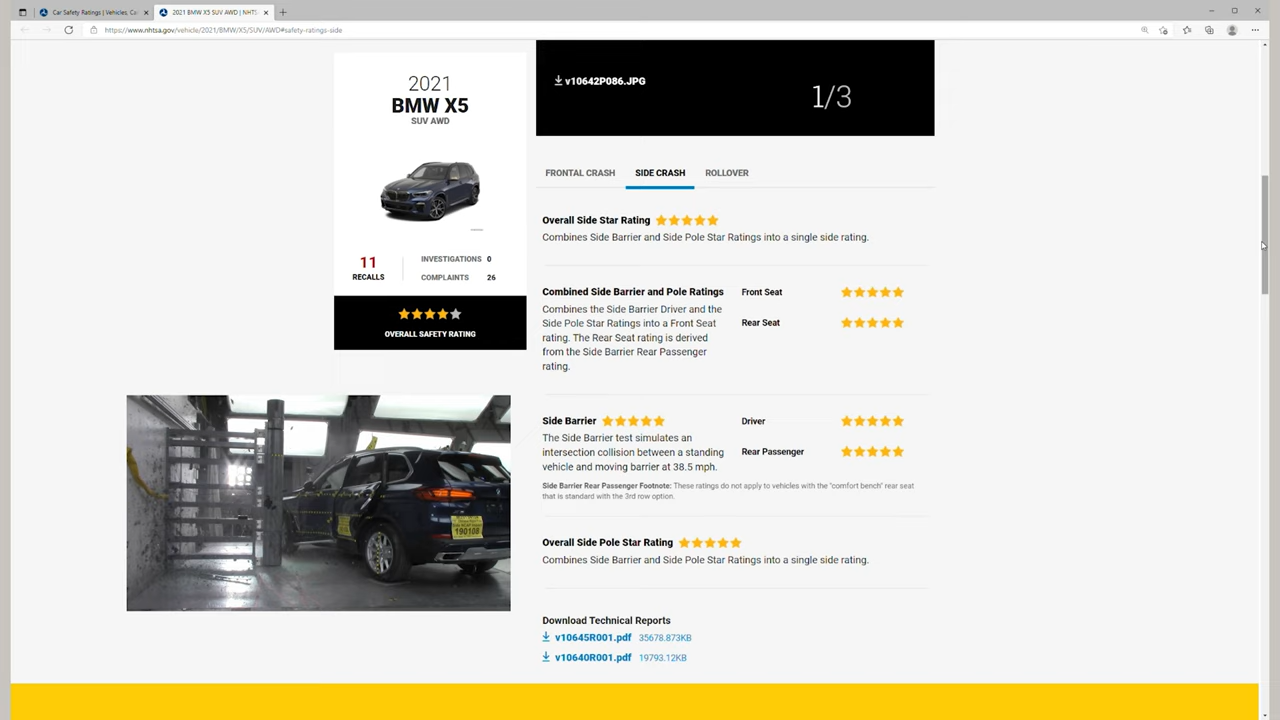 Car Safety Ratings | Vehicles, Ca
2021 BMW X5 SUV AWD | NHTS
https://www.nhtsa.gov/vehicle/2021/BMW/X5/SUV/AWD#safety-ratings-side
2021
BMW X5
SUV AWD
11
RECALLS
INVESTIGATIONS 0
COMPLAINTS 26
OVERALL SAFETY RATING
v10642P086.JPG
1/3
FRONTAL CRASH SIDE CRASH ROLLOVER
Overall Side Star Rating
Combines Side Barrier and Side Pole Star Ratings into a single side rating.
Combined Side Barrier and Pole Ratings
Combines the Side Barrier Driver and the
Side Pole Star Ratings into a Front Seat
rating. The Rear Seat rating is derived
from the Side Barrier Rear Passenger
rating.
Front Seat
Rear Seat
Side Barrier
The Side Barrier test simulates an
intersection collision between a standing
vehicle and moving barrier at 38.5 mph.
Driver
Rear Passenger
Side Barrier Rear Passenger Footnote: These ratings do not apply to vehicles with the "comfort bench" rear seat
that is standard with the 3rd row option.
Overall Side Pole Star Rating
Combines Side Barrier and Side Pole Star Ratings into a single side rating.
Download Technical Reports
v10645R001.pdf 35678.873KB
v10640R001.pdf 19793.12KB
190108